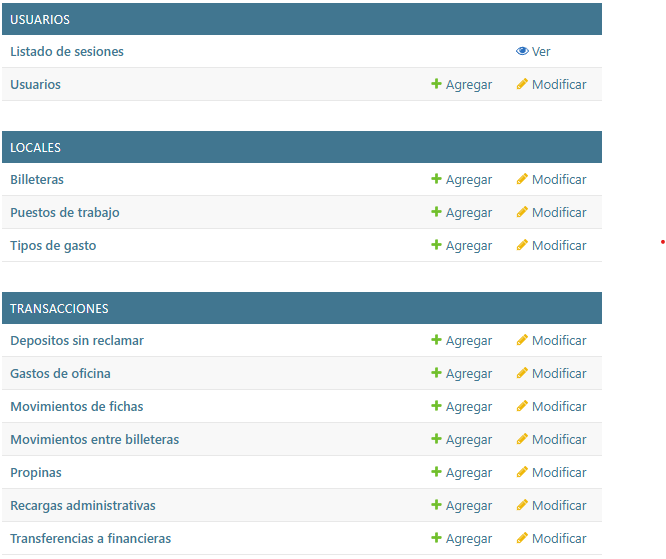 USUARIOS
Listado de sesiones Ver
Usuarios Agregar Modificar
LOCALES
Billeteras Agregar Modificar
Puestos de trabajo Agregar Modificar
Tipos de gasto Agregar Modificar
TRANSACCIONES
Depositos sin reclamar Agregar Modificar
Gastos de oficina Agregar Modificar
Movimientos de fichas Agregar Modificar
Movimientos entre billeteras Agregar Modificar
Propinas Agregar Modificar
Recargas administrativas Agregar Modificar
Transferencias a financieras Agregar Modificar